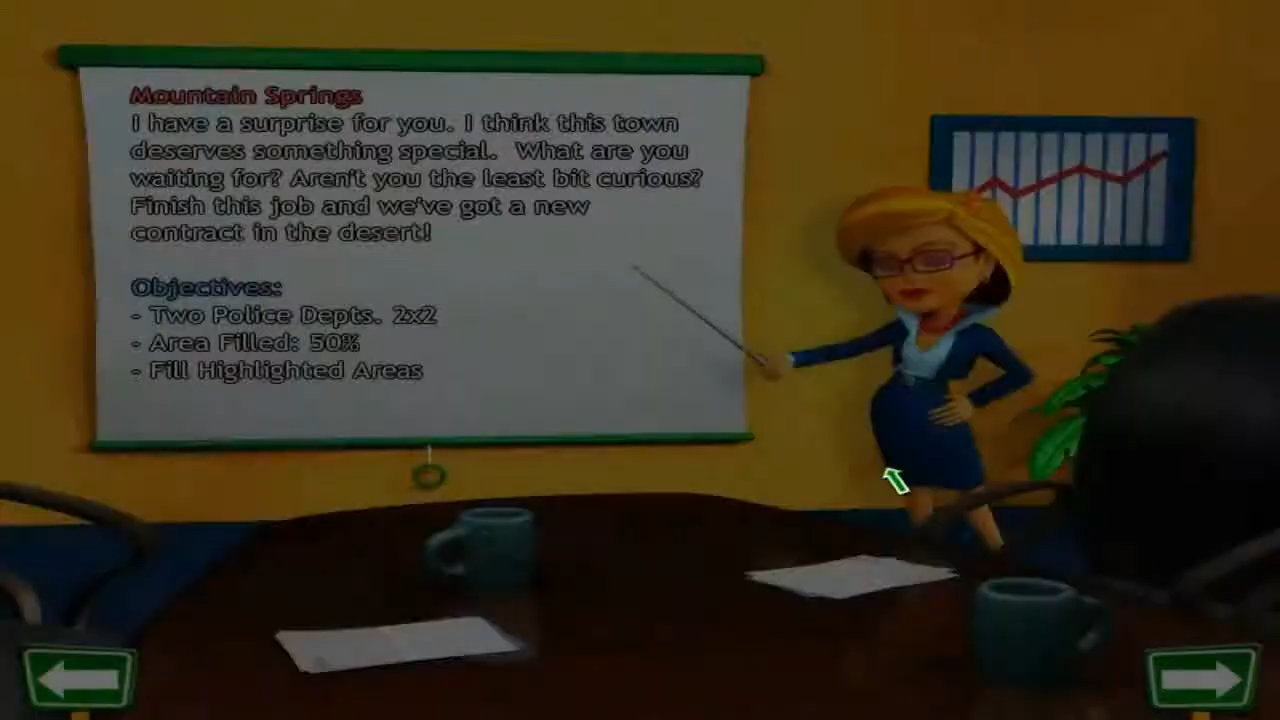 Mountain Springs
I have a surprise for you. I think this town
deserves something special.  What are you
waiting for? Aren't you the least bit curious?
Finish this job and we've got a new
contract in the desert!
Objectives:
- Two Police Depts. 2x2
- Area Filled: 50%
- Fill Highlighted Areas